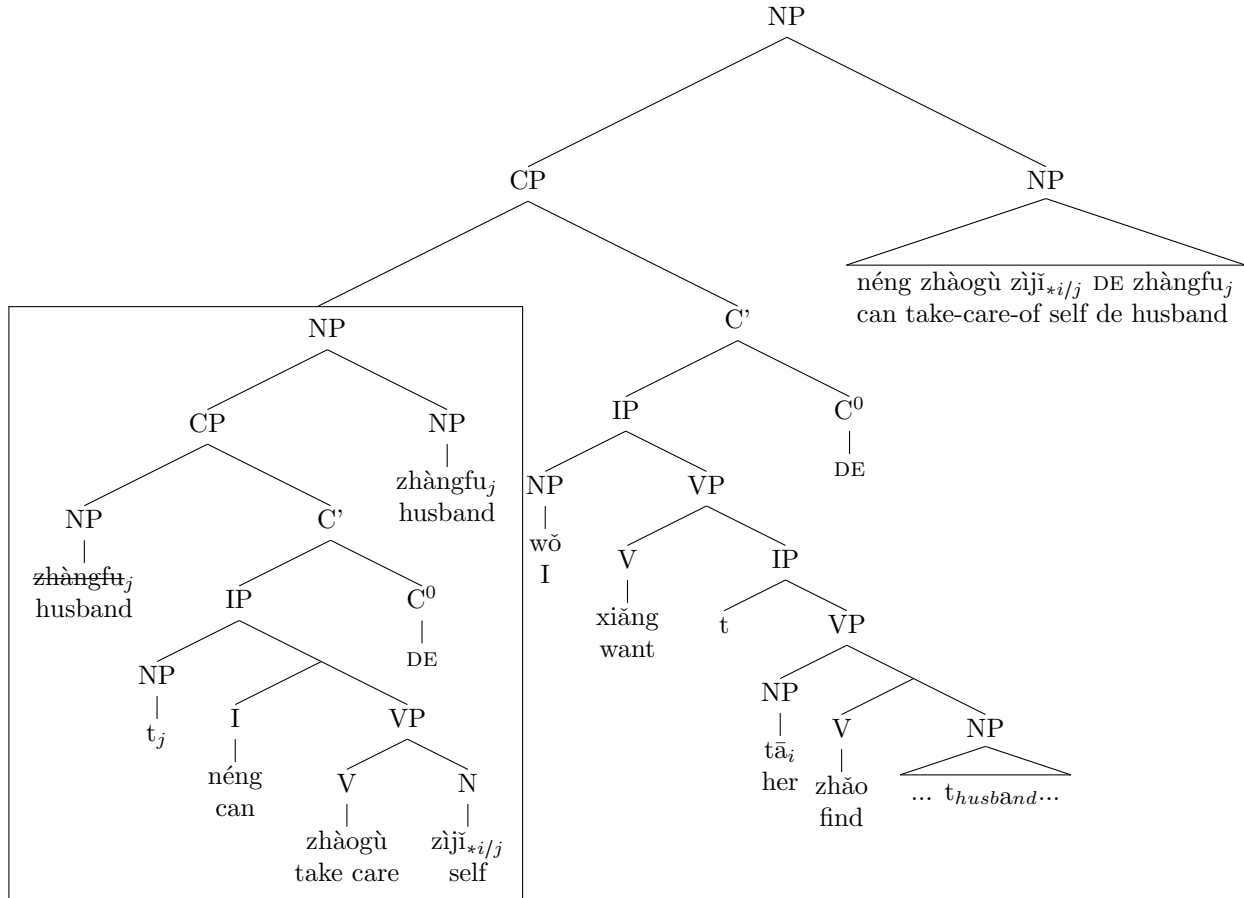 NP
CP NP
néng zhàogù zìjǐ*i/j DE zhàngfuj
can take-care-of self de husband
NP C’
CP NP IP C0
zhàngfuj
husband
DE
NP VP
NP C’
wǒ
I
V IP
zhàngfuj
husband
IP C0
xiǎng
want
t VP
DE
NP
tj
I VP
NP V NP
tāi
her
néng
can
zhǎo
find
... thusband...
V N
zhàogù
take care
zìjǐ*i/j
self